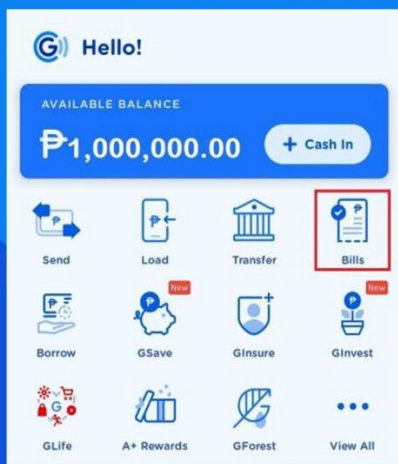 G Hello!
AVAILABLE BALANCE
₱1,000,000.00
+ Cash In
Send Load Transfer Bills
New New
Borrow GSave GInsure GInvest
GLife A+ Rewards GForest View All